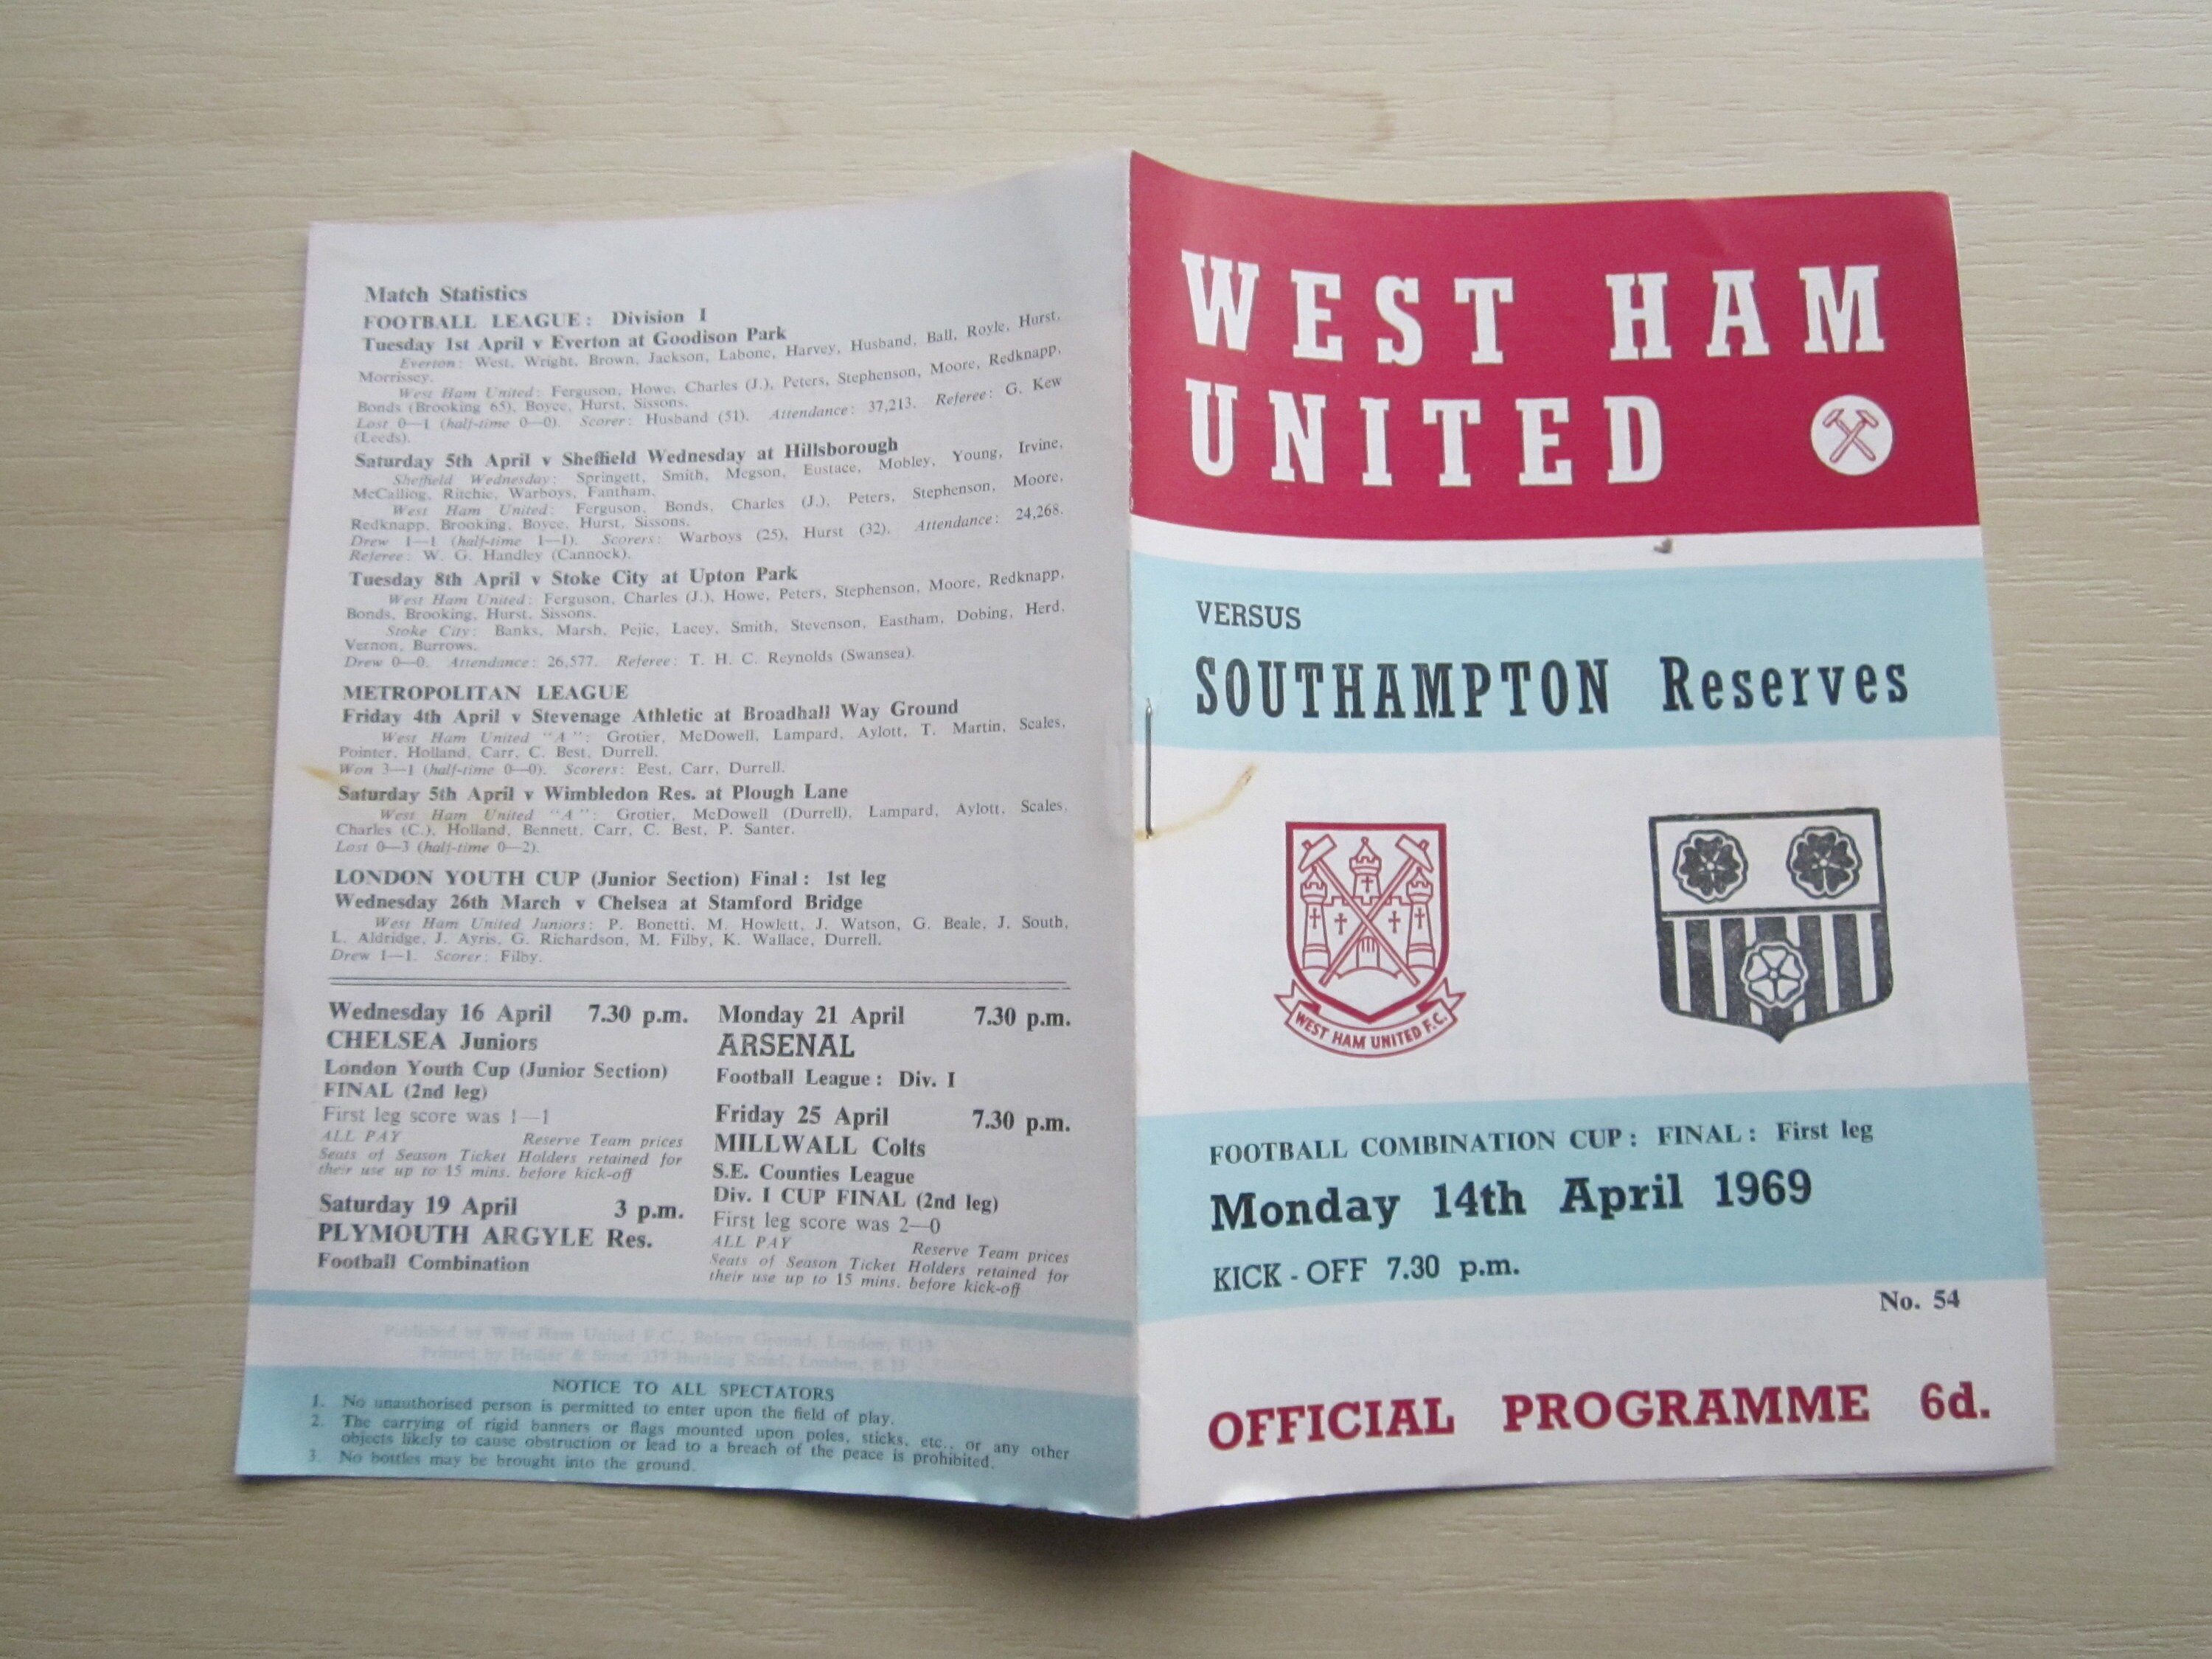 Match Statistics
FOOTBALL LEAGUE: Division I
Tuesday 1st April v Everton at Goodison Park
Everton: West, Wright, Brown, Jackson, Labone, Harvey, Husband, Ball, Royle, Hurst,
Morrissey.
West Ham United: Ferguson, Howe, Charles (J.), Peters, Stephenson, Moore, Redknapp,
Bonds (Brooking 65), Boyce, Hurst, Sissons.
Lost 0—1 (half-time 0—0). Scorer: Husband (51). Attendance: 37,213. Referee: G. Kew
(Leeds).
Saturday 5th April v Sheffield Wednesday at Hillsborough
Sheffield Wednesday: Springett, Smith, Megson, Eustace, Mobley, Young, Irvine,
McCalliog, Ritchie, Warboys, Fantham.
West Ham United: Ferguson, Bonds, Charles (J.), Peters, Stephenson, Moore,
Redknapp, Brooking, Boyce, Hurst, Sissons.
Drew 1—1 (half-time 1—1). Scorers: Warboys (25), Hurst (32). Attendance: 24,268.
Referee: W. G. Handley (Cannock).
Tuesday 8th April v Stoke City at Upton Park
West Ham United: Ferguson, Charles (J.), Howe, Peters, Stephenson, Moore, Redknapp,
Bonds, Brooking, Hurst, Sissons.
Stoke City: Banks, Marsh, Pejic, Lacey, Smith, Stevenson, Eastham, Dobing, Herd,
Vernon, Burrows.
Drew 0—0. Attendance: 26,577. Referee: T. H. C. Reynolds (Swansea).
METROPOLITAN LEAGUE
Friday 4th April v Stevenage Athletic at Broadhall Way Ground
West Ham United "A": Grotier, McDowell, Lampard, Aylott, T. Martin, Scales,
Pointer, Holland, Carr, C. Best, Durrell.
Won 3—1 (half-time 0—0). Scorers: Best, Carr, Durrell.
Saturday 5th April v Wimbledon Res. at Plough Lane
West Ham United "A": Grotier, McDowell (Durrell), Lampard, Aylott, Scales,
Charles (C.), Holland, Bennett, Carr, C. Best, P. Santer.
Lost 0—3 (half-time 0—2).
LONDON YOUTH CUP (Junior Section) Final: 1st leg
Wednesday 26th March v Chelsea at Stamford Bridge
West Ham United Juniors: P. Bonetti, M. Howlett, J. Watson, G. Beale, J. South,
L. Aldridge, J. Ayris, G. Richardson, M. Filby, K. Wallace, Durrell.
Drew 1—1. Scorer: Filby.
Wednesday 16 April 7.30 p.m.
CHELSEA Juniors
London Youth Cup (Junior Section)
FINAL (2nd leg)
First leg score was 1—1
ALL PAY Reserve Team prices
Seats of Season Ticket Holders retained for
their use up to 15 mins. before kick-off
Saturday 19 April 3 p.m.
PLYMOUTH ARGYLE Res.
Football Combination
Monday 21 April 7.30 p.m.
ARSENAL
Football League: Div. I
Friday 25 April 7.30 p.m.
MILLWALL Colts
S.E. Counties League
Div. I CUP FINAL (2nd leg)
First leg score was 2—0
ALL PAY Reserve Team prices
Seats of Season Ticket Holders retained for
their use up to 15 mins. before kick-off
Published by West Ham United F.C., Boleyn Ground, London, E.13
Printed by Helliar & Sons, 237 Barking Road, London, E.13
NOTICE TO ALL SPECTATORS
1. No unauthorised person is permitted to enter upon the field of play.
2. The carrying of rigid banners or flags mounted upon poles, sticks, etc., or any other
objects likely to cause obstruction or lead to a breach of the peace is prohibited.
3. No bottles may be brought into the ground.
WEST HAM
UNITED
VERSUS
SOUTHAMPTON Reserves
WEST HAM UNITED F.C.
FOOTBALL COMBINATION CUP: FINAL: First leg
Monday 14th April 1969
KICK-OFF 7.30 p.m.
No. 54
OFFICIAL PROGRAMME 6d.